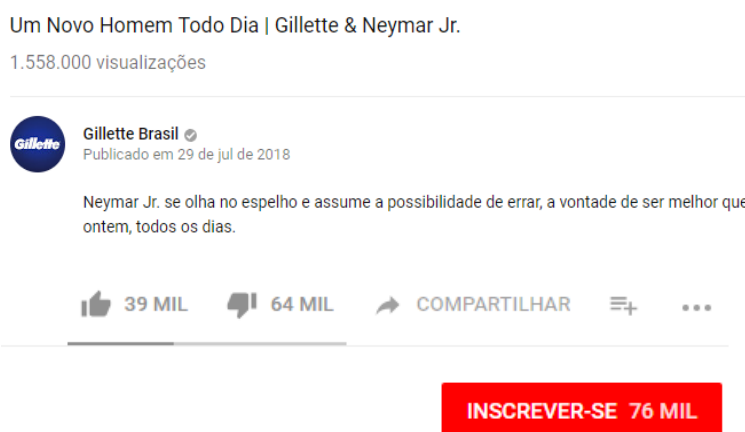 Um Novo Homem Todo Dia | Gillette & Neymar Jr.
1.558.000 visualizações
Gillette
Gillette Brasil
Publicado em 29 de jul de 2018
Neymar Jr. se olha no espelho e assume a possibilidade de errar, a vontade de ser melhor que
ontem, todos os dias.
39 MIL 64 MIL COMPARTILHAR
INSCREVER-SE 76 MIL